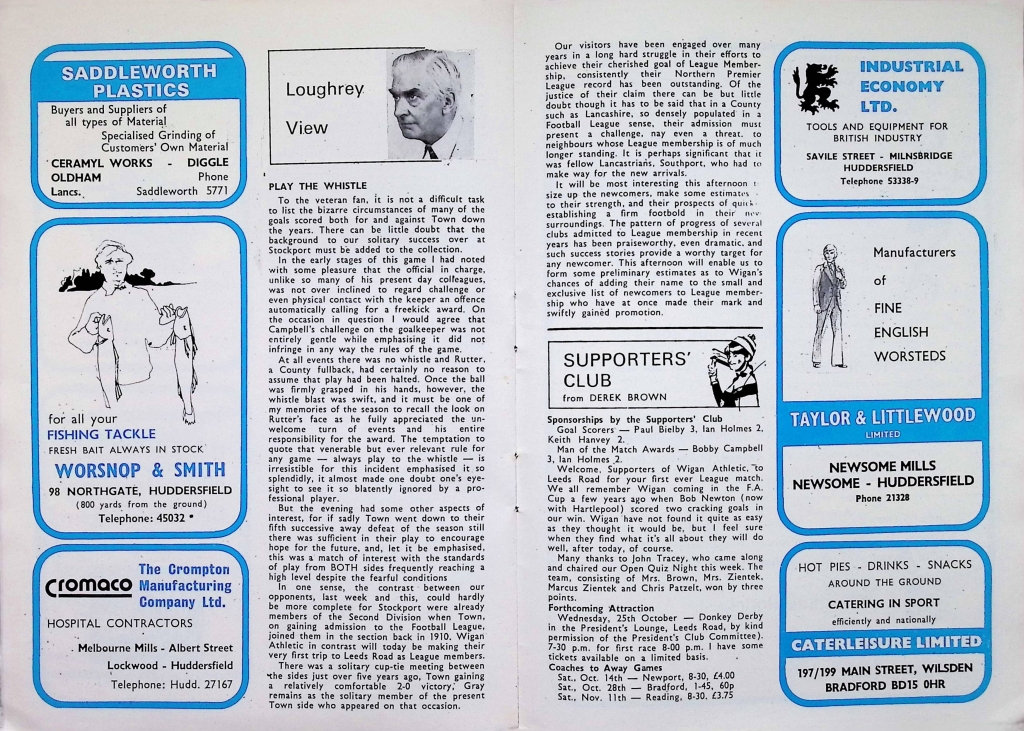 SADDLEWORTH
PLASTICS
Buyers and Suppliers of
all types of Material
Specialised Grinding of
Customers' Own Material
CERAMYL WORKS - DIGGLE
OLDHAM Phone
Lancs. Saddleworth 5771
for all your
FISHING TACKLE
FRESH BAIT ALWAYS IN STOCK
WORSNOP & SMITH
98 NORTHGATE, HUDDERSFIELD
(800 yards from the ground)
Telephone: 45032
cromaco
The Crompton
Manufacturing
Company Ltd.
HOSPITAL CONTRACTORS
Melbourne Mills - Albert Street
Lockwood - Huddersfield
Telephone: Hudd. 27167
Loughrey
View
PLAY THE WHISTLE
To the veteran fan, it is not a difficult task
to list the bizarre circumstances of many of the
goals scored both for and against Town down
the years. There can be little doubt that the
background to our solitary success over at
Stockport must be added to the collection.
In the early stages of this game I had noted
with some pleasure that the official in charge,
unlike so many of his present day colleagues,
was not over inclined to regard challenge or
even physical contact with the keeper an offence
automatically calling for a freekick award. On
the occasion in question I would agree that
Campbell's challenge on the goalkeeper was not
entirely gentle while emphasising it did not
infringe in any way the rules of the game.
At all events there was no whistle and Rutter,
a County fullback, had certainly no reason to
assume that play had been halted. Once the ball
was firmly grasped in his hands, however, the
whistle blast was swift, and it must be one of
my memories of the season to recall the look on
Rutter's face as he fully appreciated the un-
welcome turn of events and his entire
responsibility for the award. The temptation to
quote that venerable but ever relevant rule for
any game — always play to the whistle — is
irresistible for this incident emphasised it so
splendidly, it almost made one doubt one's eye-
sight to see it so blatently ignored by a pro-
fessional player.
But the evening had some other aspects of
interest, for if sadly Town went down to their
fifth successive away defeat of the season still
there was sufficient in their play to encourage
hope for the future, and, let it be emphasised,
this was a match of interest with the standards
of play from BOTH sides frequently reaching a
high level despite the fearful conditions
In one sense, the contrast between our
opponents, last week and this, could hardly
be more complete for Stockport were already
members of the Second Division when Town,
on gaining admission to the Football League,
joined them in the section back in 1910. Wigan
Athletic in contrast will today be making their
very first trip to Leeds Road as League members.
There was a solitary cup-tie meeting between
the sides just over five years ago, Town gaining
a relatively comfortable 2-0 victory. Gray
remains as the solitary member of the present
Town side who appeared on that occasion.
Our visitors have been engaged over many
years in a long hard struggle in their efforts to
achieve their cherished goal of League Member-
ship, consistently their Northern Premier
League record has been outstanding. Of the
justice of their claim there can be but little
doubt though it has to be said that in a County
such as Lancashire, so densely populated in a
Football League sense, their admission must
present a challenge, nay even a threat, to
neighbours whose League membership is of much
longer standing. It is perhaps significant that it
was fellow Lancastrians, Southport, who had to
make way for the new arrivals.
It will be most interesting this afternoon
size up the newcomers, make some estimates
to their strength, and their prospects of
establishing a firm footbold in their
surroundings. The pattern of progress of several
clubs admitted to League membership in recent
years has been praiseworthy, even dramatic, and
such success stories provide a worthy target for
any newcomer. This afternoon will enable us to
form some preliminary estimates as to Wigan's
chances of adding their name to the small and
exclusive list of newcomers to League member-
ship who have at once made their mark and
swiftly gained promotion.
SUPPORTERS'
CLUB
from DEREK BROWN
Sponsorships by the Supporters' Club
Goal Scorers — Paul Bielby 3, Ian Holmes 2,
Keith Hanvey 2.
Man of the Match Awards — Bobby Campbell
3, Ian Holmes 2.
Welcome, Supporters of Wigan Athletic, to
Leeds Road for your first ever League match.
We all remember Wigan coming in the F.A.
Cup a few years ago when Bob Newton (now
with Hartlepool) scored two cracking goals in
our win. Wigan have not found it quite as easy
as they thought it would be, but I feel sure
when they find what it's all about they will do
well, after today, of course.
Many thanks to John Tracey, who came along
and chaired our Open Quiz Night this week. The
team, consisting of Mrs. Brown, Mrs. Zientek,
Marcus Zientek and Chris Patzelt, won by three
points.
Forthcoming Attraction
Wednesday, 25th October — Donkey Derby
in the President's Lounge, Leeds Road, by kind
permission of the President's Club Committee).
7-30 p.m. for first race 8-00 p.m. I have some
tickets available on a limited basis.
Coaches to Away Games
Sat., Oct. 14th — Newport, 8-30, £4.00
Sat., Oct. 28th — Bradford, 1-45, 60p
Sat., Nov. 11th — Reading, 8-30, £3.75
INDUSTRIAL
ECONOMY
LTD.
TOOLS AND EQUIPMENT FOR
BRITISH INDUSTRY
SAVILE STREET - MILNSBRIDGE
HUDDERSFIELD
Telephone 53338-9
Manufacturers
of
FINE
ENGLISH
WORSTEDS
TAYLOR & LITTLEWOOD
LIMITED
NEWSOME MILLS
NEWSOME - HUDDERSFIELD
Phone 21328
HOT PIES - DRINKS - SNACKS
AROUND THE GROUND
CATERING IN SPORT
efficiently and nationally
CATERLEISURE LIMITED
197/199 MAIN STREET, WILSDEN
BRADFORD BD15 0HR